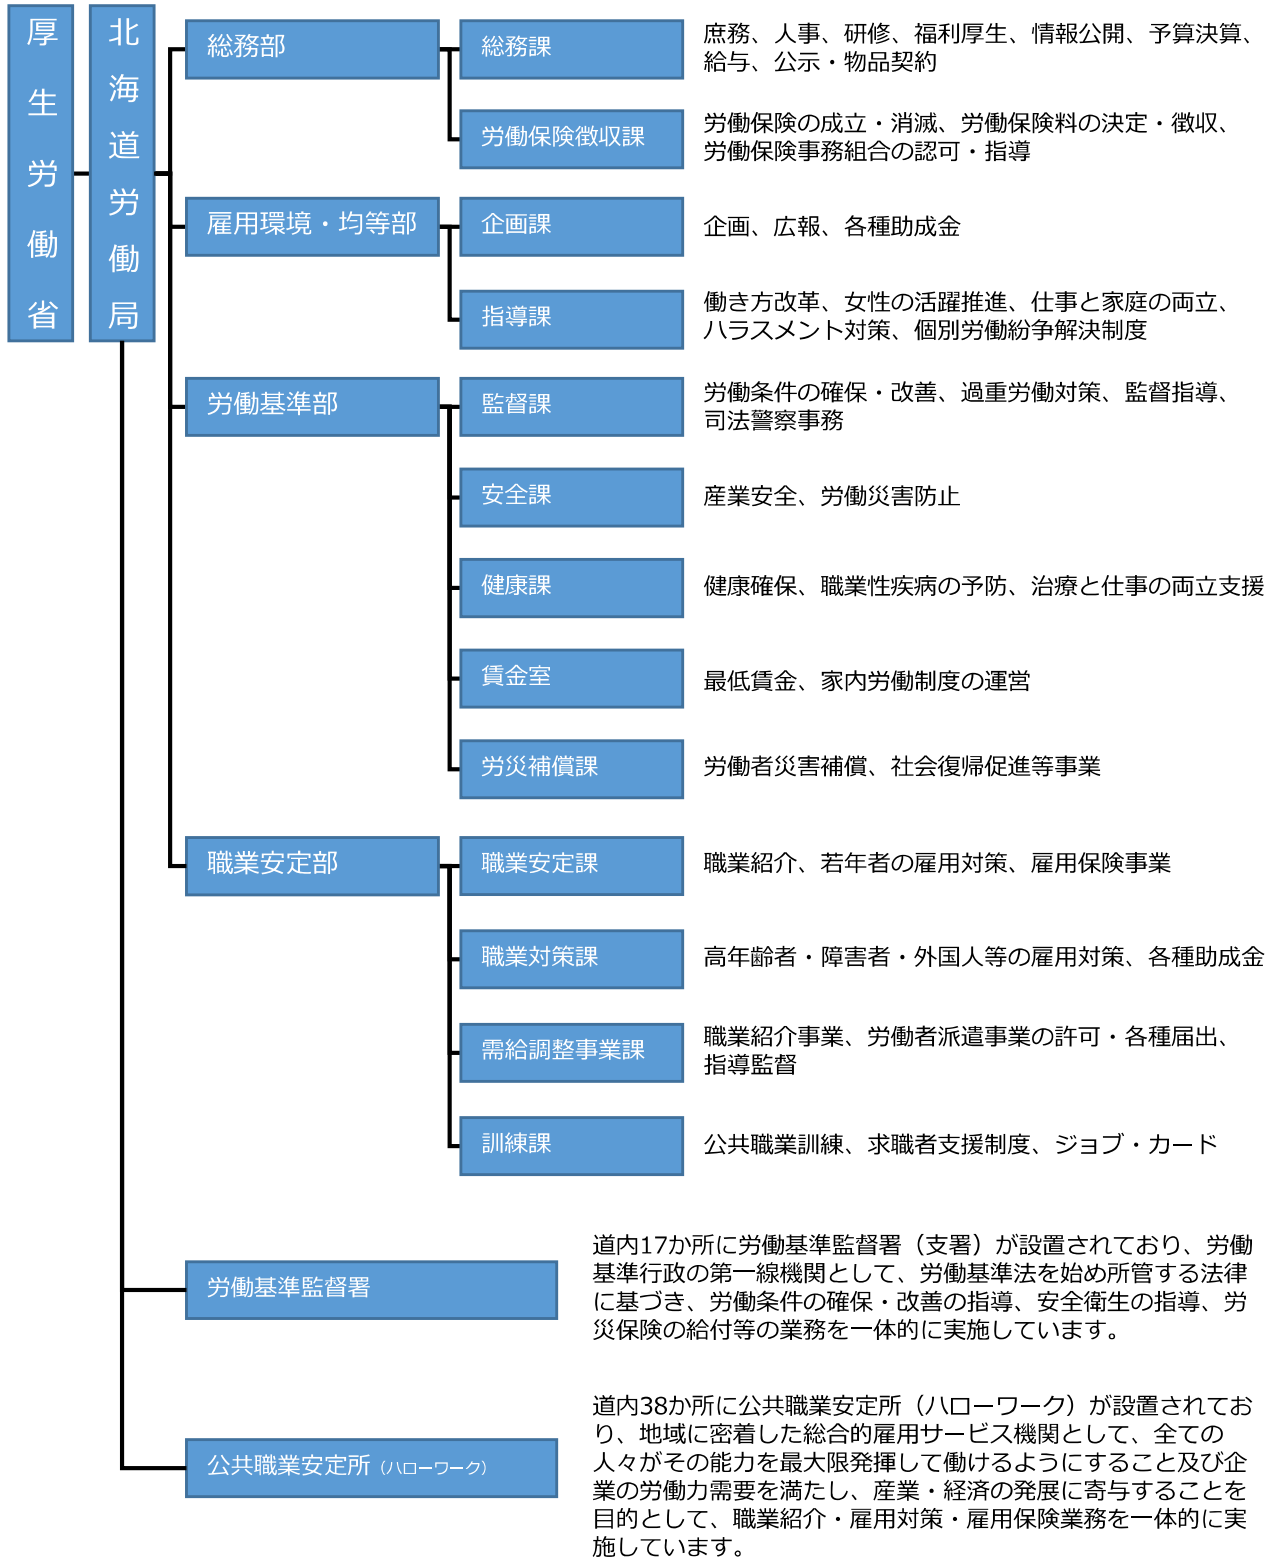 厚生労働省
北海道労働局
総務部
総務課
庶務、人事、研修、福利厚生、情報公開、予算決算、
給与、公示・物品契約
労働保険徴収課
労働保険の成立・消滅、労働保険料の決定・徴収、
労働保険事務組合の認可・指導
雇用環境・均等部
企画課
企画、広報、各種助成金
指導課
働き方改革、女性の活躍推進、仕事と家庭の両立、
ハラスメント対策、個別労働紛争解決制度
労働基準部
監督課
労働条件の確保・改善、過重労働対策、監督指導、
司法警察事務
安全課
産業安全、労働災害防止
健康課
健康確保、職業性疾病の予防、治療と仕事の両立支援
賃金室
最低賃金、家内労働制度の運営
労災補償課
労働者災害補償、社会復帰促進等事業
職業安定部
職業安定課
職業紹介、若年者の雇用対策、雇用保険事業
職業対策課
高年齢者・障害者・外国人等の雇用対策、各種助成金
需給調整事業課
職業紹介事業、労働者派遣事業の許可・各種届出、
指導監督
訓練課
公共職業訓練、求職者支援制度、ジョブ・カード
労働基準監督署
道内17か所に労働基準監督署（支署）が設置されており、労働
基準行政の第一線機関として、労働基準法を始め所管する法律
に基づき、労働条件の確保・改善の指導、安全衛生の指導、労
災保険の給付等の業務を一体的に実施しています。
公共職業安定所（ハローワーク）
道内38か所に公共職業安定所（ハローワーク）が設置されてお
り、地域に密着した総合的雇用サービス機関として、全ての
人々がその能力を最大限発揮して働けるようにすること及び企
業の労働力需要を満たし、産業・経済の発展に寄与することを
目的として、職業紹介・雇用対策・雇用保険業務を一体的に実
施しています。